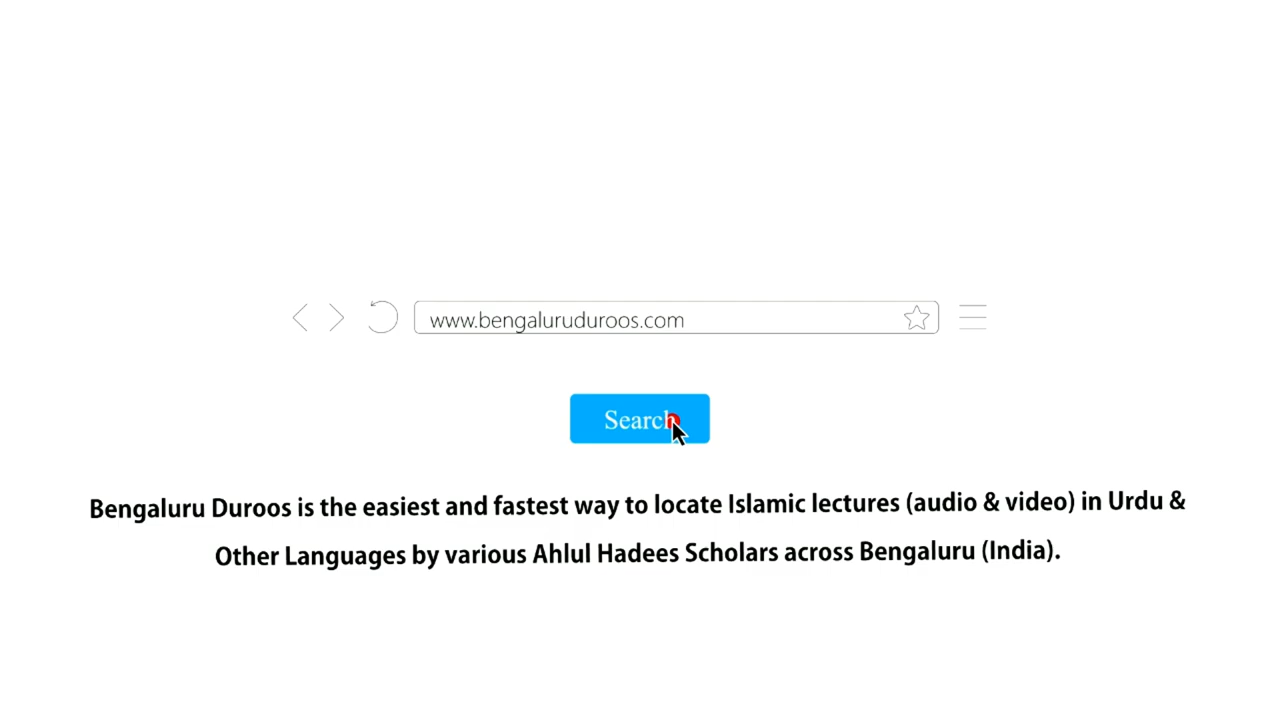 www.bengaluruduroos.com
Search
Bengaluru Duroos is the easiest and fastest way to locate Islamic lectures (audio & video) in Urdu &
Other Languages by various Ahlul Hadees Scholars across Bengaluru (India).